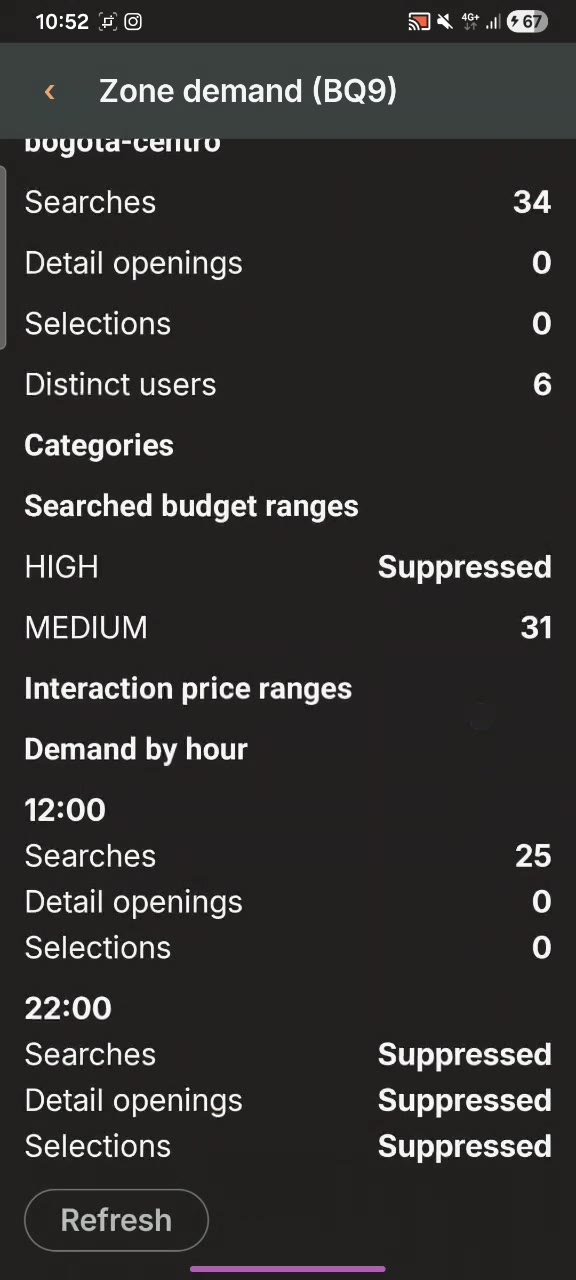 10:52 4G+ 67
Zone demand (BQ9)
bogota-centro
Searches 34
Detail openings 0
Selections 0
Distinct users 6
Categories
Searched budget ranges
HIGH Suppressed
MEDIUM 31
Interaction price ranges
Demand by hour
12:00
Searches 25
Detail openings 0
Selections 0
22:00
Searches Suppressed
Detail openings Suppressed
Selections Suppressed
Refresh